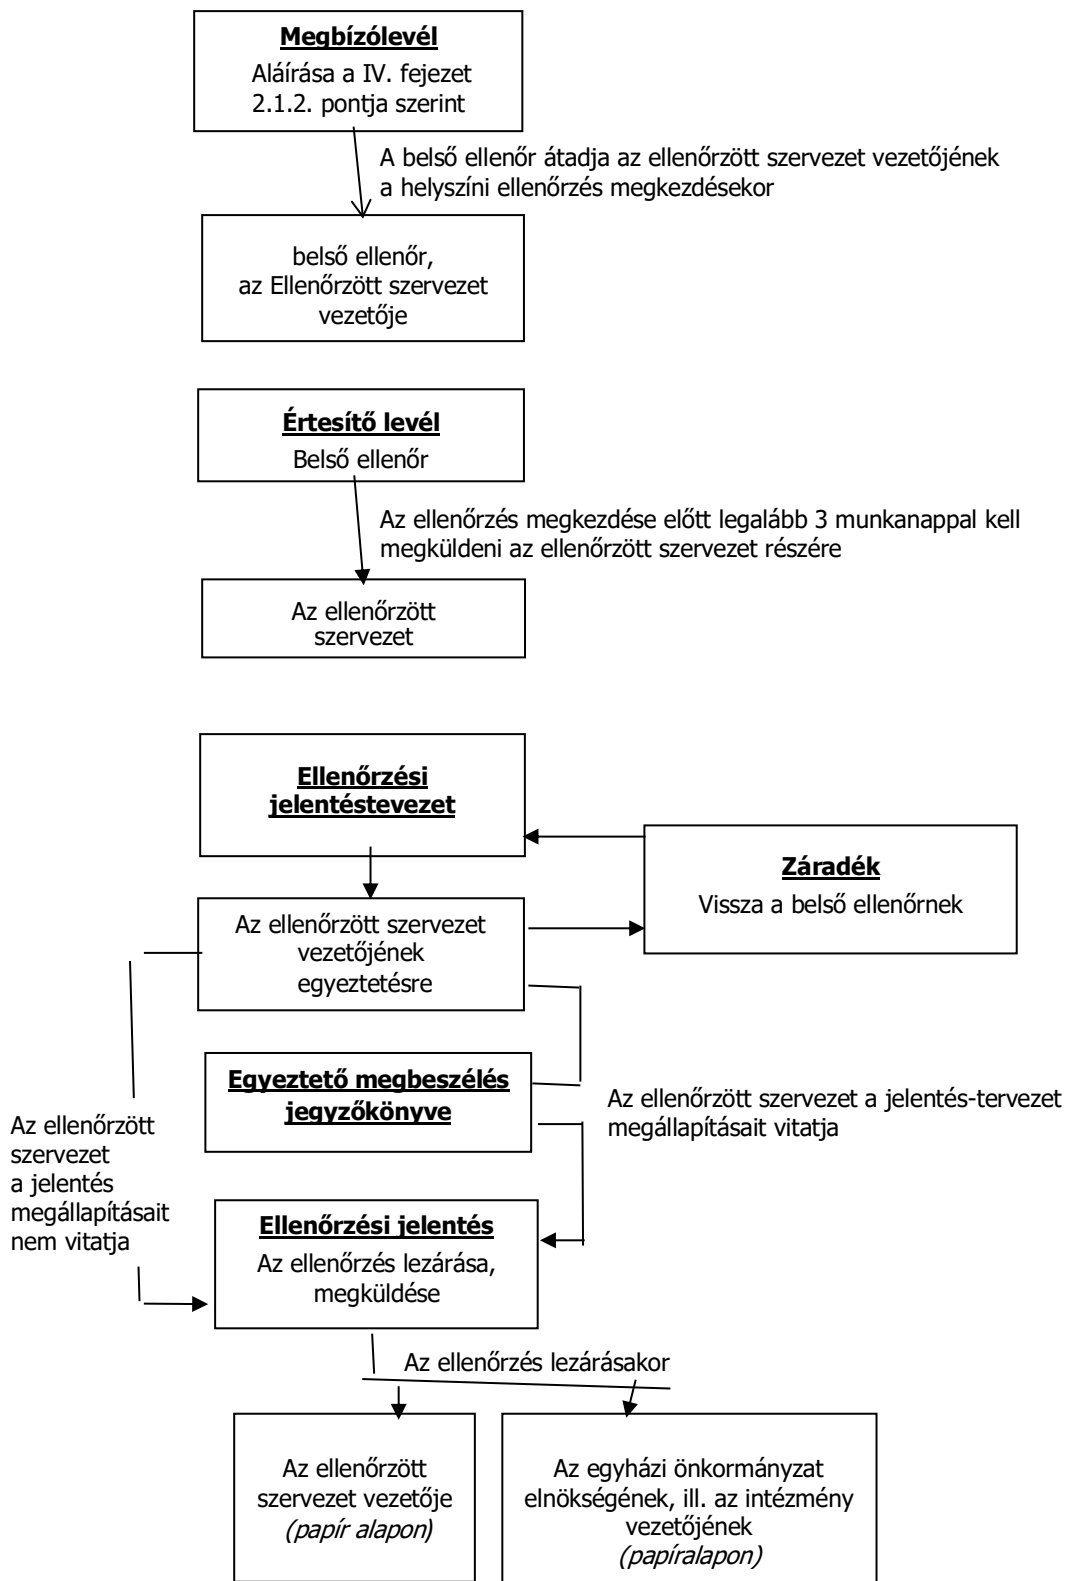 Megbízólevél
Aláírása a IV. fejezet
2.1.2. pontja szerint
A belső ellenőr átadja az ellenőrzött szervezet vezetőjének
a helyszíni ellenőrzés megkezdésekor
belső ellenőr,
az Ellenőrzött szervezet
vezetője
Értesítő levél
Belső ellenőr
Az ellenőrzés megkezdése előtt legalább 3 munkanappal kell
megküldeni az ellenőrzött szervezet részére
Az ellenőrzött
szervezet
Ellenőrzési
jelentéstevezet
Záradék
Vissza a belső ellenőrnek
Az ellenőrzött szervezet
vezetőjének
egyeztetésre
Egyeztető megbeszélés
jegyzőkönyve
Az ellenőrzött szervezet a jelentés-tervezet
megállapításait vitatja
Az ellenőrzött
szervezet
a jelentés
megállapításait
nem vitatja
Ellenőrzési jelentés
Az ellenőrzés lezárása,
megküldése
Az ellenőrzés lezárásakor
Az ellenőrzött
szervezet vezetője
(papír alapon)
Az egyházi önkormányzat
elnökségének, ill. az intézmény
vezetőjének
(papíralapon)